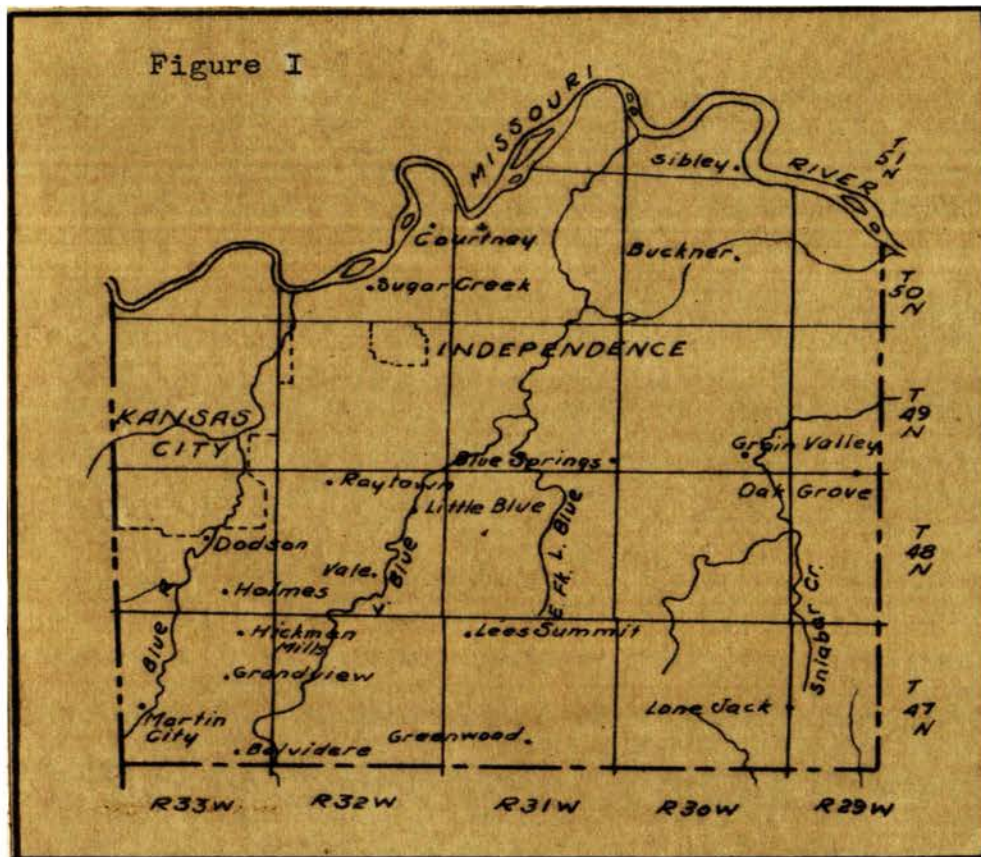 Figure I
MISSOURI
RIVER
T
51
N
Sibley
Courtney
Buckner
Sugar Creek
T
50
N
INDEPENDENCE
KANSAS
CITY
T
49
N
Grain Valley
Blue Springs
Raytown
Oak Grove
Little Blue
Dodson
Vale
L. Blue
E. Fk. L. Blue
T
48
N
Holmes
Sniabar Cr.
Blue R
Hickman
Mills
Lees Summit
Grandview
Lone Jack
T
47
N
Martin
City
Belvidere
Greenwood
R33W
R32W
R31W
R30W
R29W